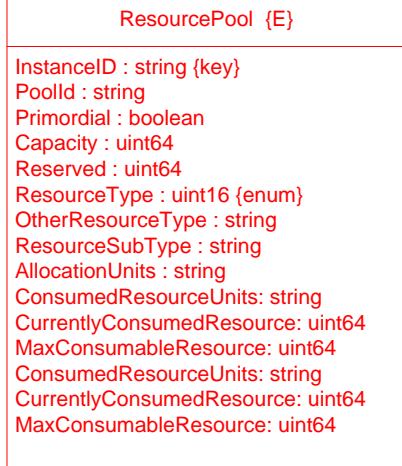 ResourcePool {E}
InstanceID : string {key}
PoolId : string
Primordial : boolean
Capacity : uint64
Reserved : uint64
ResourceType : uint16 {enum}
OtherResourceType : string
ResourceSubType : string
AllocationUnits : string
ConsumedResourceUnits: string
CurrentlyConsumedResource: uint64
MaxConsumableResource: uint64
ConsumedResourceUnits: string
CurrentlyConsumedResource: uint64
MaxConsumableResource: uint64